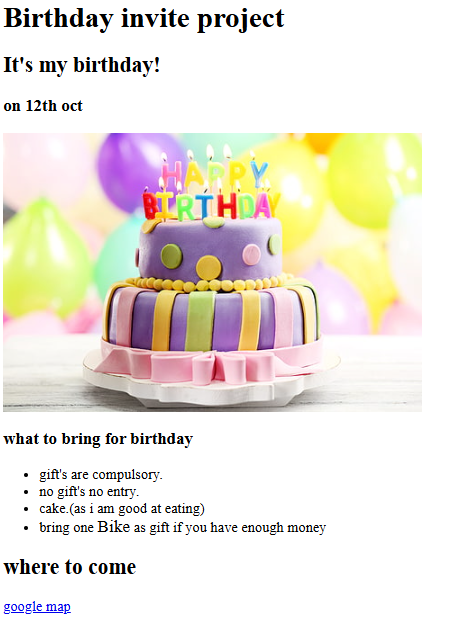 Birthday invite project
It's my birthday!
on 12th oct
HAPPY
BIRTHDAY
what to bring for birthday
gift's are compulsory.
no gift's no entry.
cake.(as i am good at eating)
bring one Bike as gift if you have enough money
where to come
google map